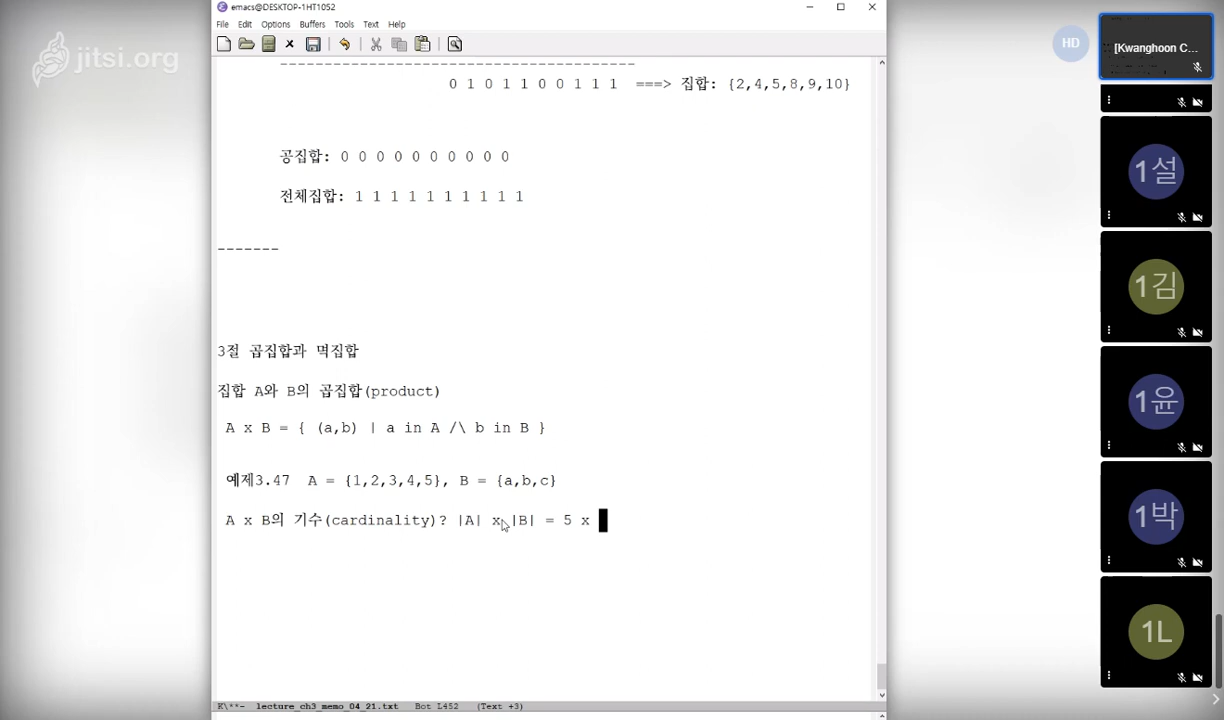 emacs@DESKTOP-1HT1052
File Edit Options Buffers Tools Text Help
jitsi.org
HD
[Kwanghoon C...
0 1 0 1 1 0 0 1 1 1 ===> 집합: {2,4,5,8,9,10}
공집합: 0 0 0 0 0 0 0 0 0 0
전체집합: 1 1 1 1 1 1 1 1 1 1
-------
3절 곱집합과 멱집합
집합 A와 B의 곱집합(product)
A x B = { (a,b) | a in A /\ b in B }
예제3.47 A = {1,2,3,4,5}, B = {a,b,c}
A x B의 기수(cardinality)? |A| x |B| = 5 x
1설
1김
1윤
1박
1L
K\**- lecture_ch3_memo_04_21.txt Bot L452 (Text +3)